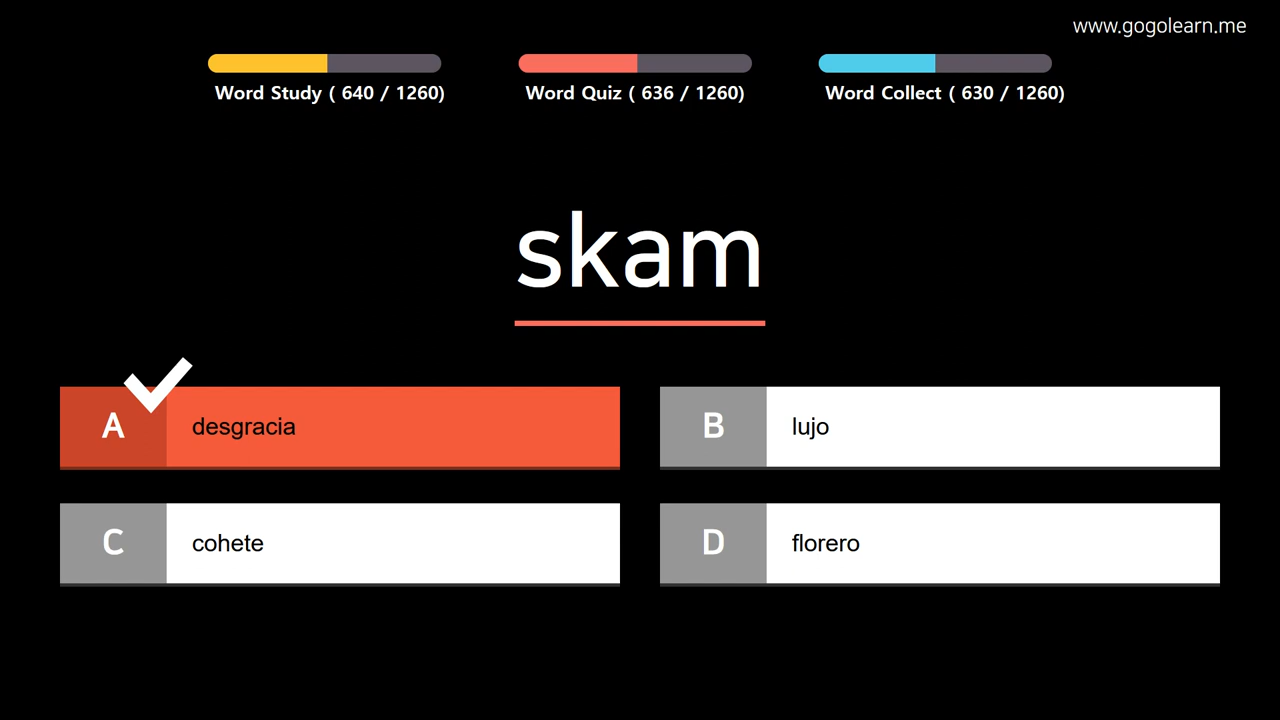 www.gogolearn.me
Word Study ( 640 / 1260)
Word Quiz ( 636 / 1260)
Word Collect ( 630 / 1260)
skam
A desgracia
B lujo
C cohete
D florero